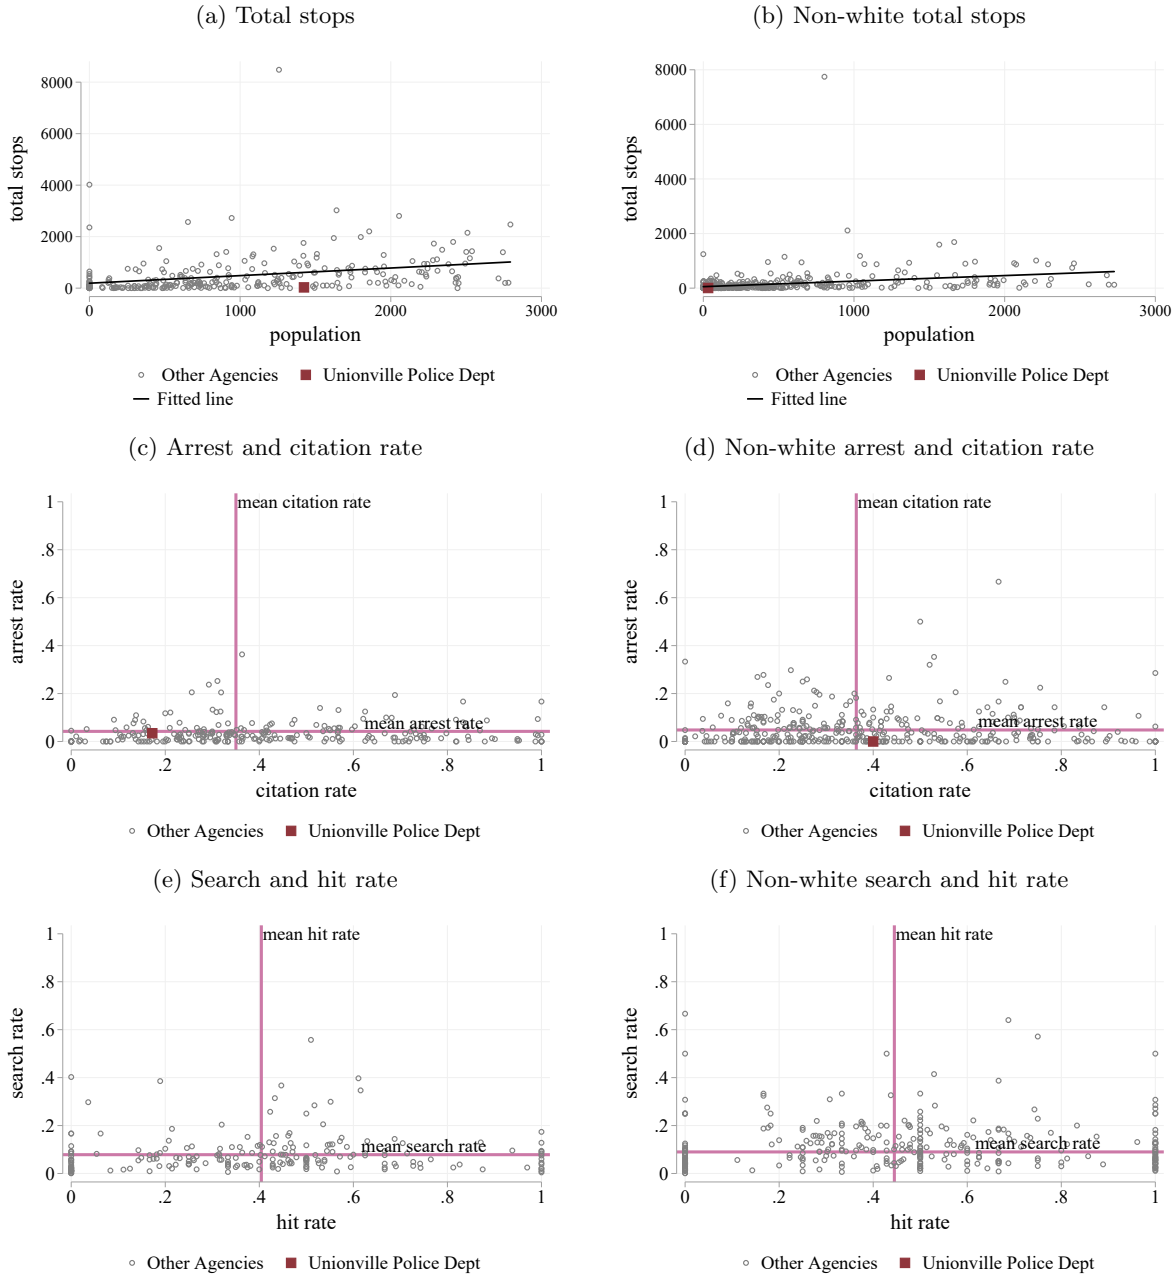 (a) Total stops
(b) Non-white total stops
8000
6000
4000
2000
0
total stops
0 1000 2000 3000
population
8000
6000
4000
2000
0
total stops
0 1000 2000 3000
population
Other Agencies Unionville Police Dept
Fitted line
Other Agencies Unionville Police Dept
Fitted line
(c) Arrest and citation rate
(d) Non-white arrest and citation rate
1
.8
.6
.4
.2
0
arrest rate
mean citation rate
mean arrest rate
0 .2 .4 .6 .8 1
citation rate
1
.8
.6
.4
.2
0
arrest rate
mean citation rate
mean arrest rate
0 .2 .4 .6 .8 1
citation rate
Other Agencies Unionville Police Dept
Other Agencies Unionville Police Dept
(e) Search and hit rate
(f) Non-white search and hit rate
1
.8
.6
.4
.2
0
search rate
mean hit rate
mean search rate
0 .2 .4 .6 .8 1
hit rate
1
.8
.6
.4
.2
0
search rate
mean hit rate
mean search rate
0 .2 .4 .6 .8 1
hit rate
Other Agencies Unionville Police Dept
Other Agencies Unionville Police Dept